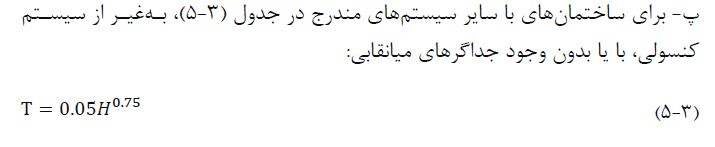 پ- برای ساختمان‌های با سایر سیستم‌های مندرج در جدول (۳-۵)، به‌غیر از سیستم
کنسولی، با یا بدون وجود جداگرهای میانقابی:
T = 0.05H^0.75 (۳-۵)